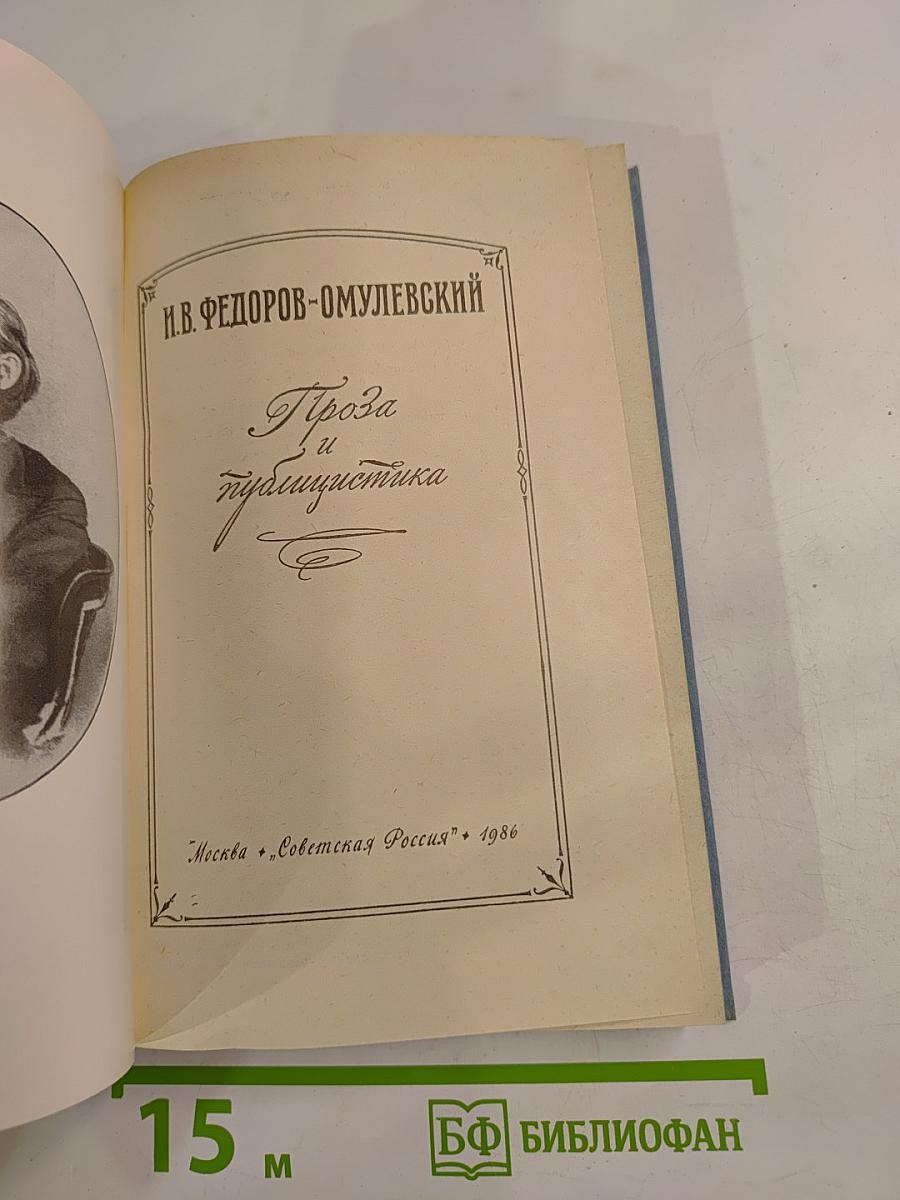 И.В. ФЕДОРОВ-ОМУЛЕВСКИЙ
Проза
и
публицистика
Москва ✦ „Советская Россия" ✦ 1986
15 м
БФ БИБЛИОФАН